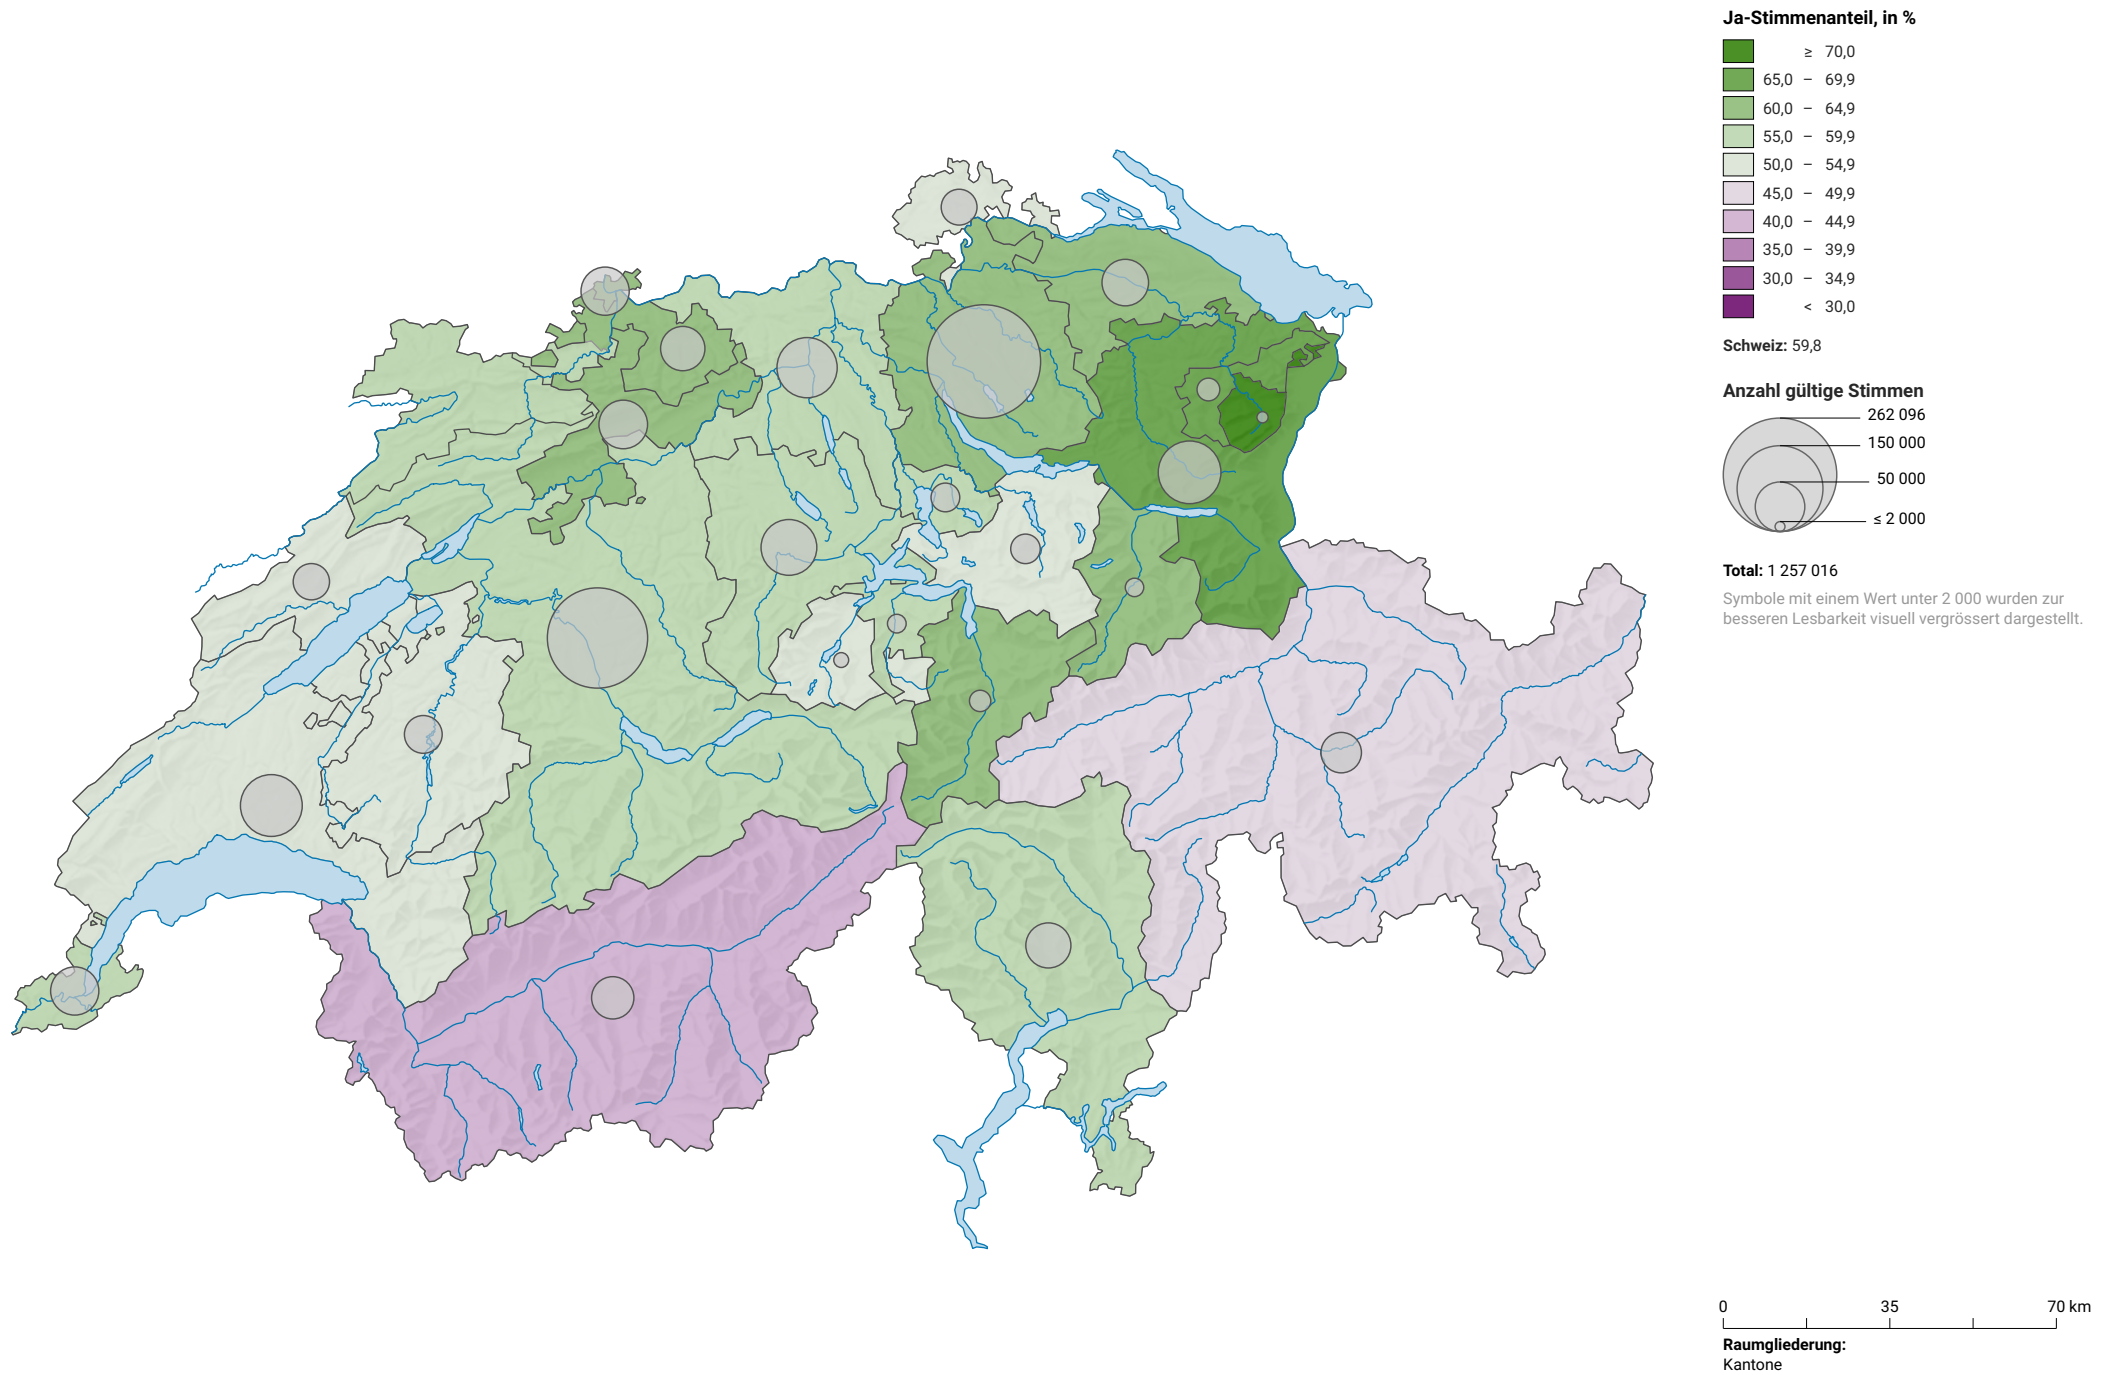 Ja-Stimmenanteil, in %
≥ 70,0
65,0 – 69,9
60,0 – 64,9
55,0 – 59,9
50,0 – 54,9
45,0 – 49,9
40,0 – 44,9
35,0 – 39,9
30,0 – 34,9
< 30,0
Schweiz: 59,8
Anzahl gültige Stimmen
262 096
150 000
50 000
≤ 2 000
Total: 1 257 016
Symbole mit einem Wert unter 2 000 wurden zur
besseren Lesbarkeit visuell vergrössert dargestellt.
0 35 70 km
Raumgliederung:
Kantone